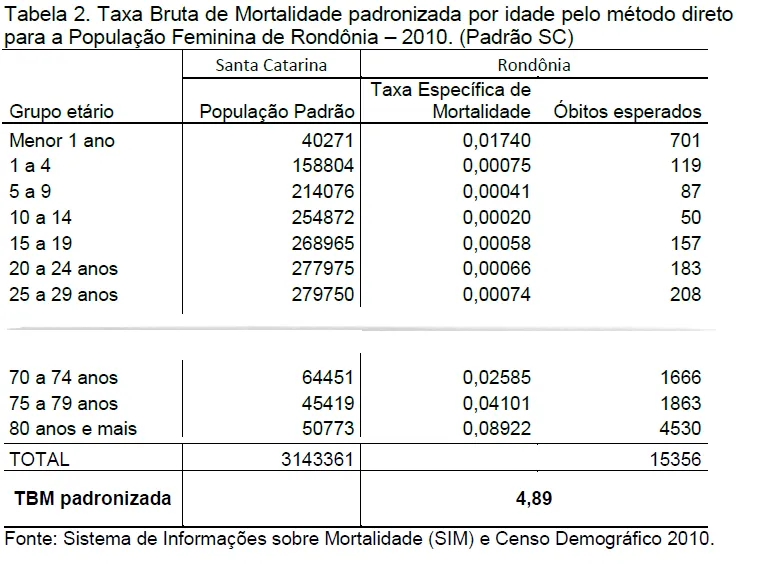 Tabela 2. Taxa Bruta de Mortalidade padronizada por idade pelo método direto
para a População Feminina de Rondônia – 2010. (Padrão SC)
Santa Catarina Rondônia
Grupo etário População Padrão Taxa Específica de Mortalidade Óbitos esperados
Menor 1 ano 40271 0,01740 701
1 a 4 158804 0,00075 119
5 a 9 214076 0,00041 87
10 a 14 254872 0,00020 50
15 a 19 268965 0,00058 157
20 a 24 anos 277975 0,00066 183
25 a 29 anos 279750 0,00074 208
70 a 74 anos 64451 0,02585 1666
75 a 79 anos 45419 0,04101 1863
80 anos e mais 50773 0,08922 4530
TOTAL 3143361 15356
TBM padronizada 4,89
Fonte: Sistema de Informações sobre Mortalidade (SIM) e Censo Demográfico 2010.